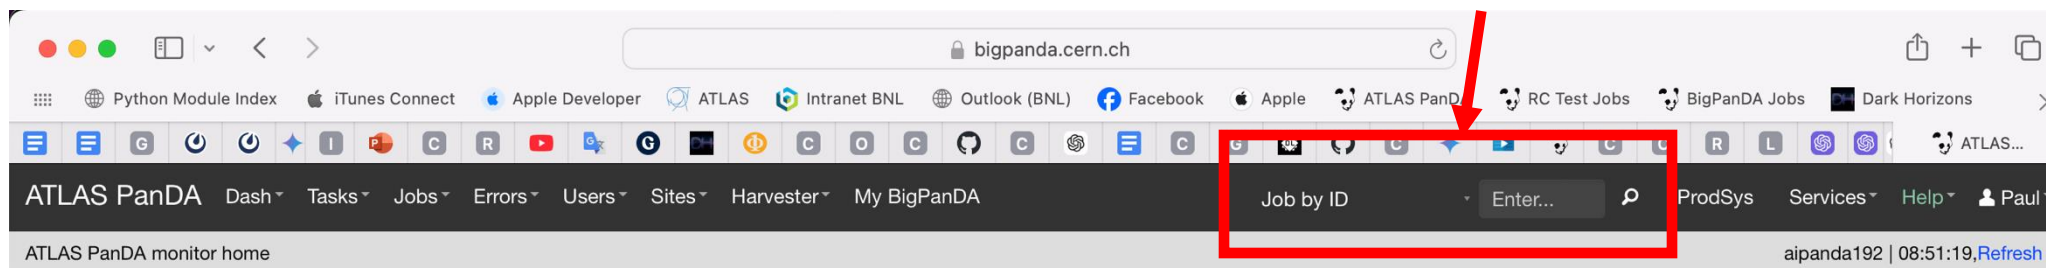 bigpanda.cern.ch
Python Module Index iTunes Connect Apple Developer ATLAS Intranet BNL Outlook (BNL) Facebook Apple ATLAS PanDA RC Test Jobs BigPanDA Jobs Dark Horizons
G I C R G DH C O C C C G C C C R L ATLAS...
ATLAS PanDA Dash Tasks Jobs Errors Users Sites Harvester My BigPanDA Job by ID Enter... ProdSys Services Help Paul
ATLAS PanDA monitor home aipanda192 | 08:51:19, Refresh